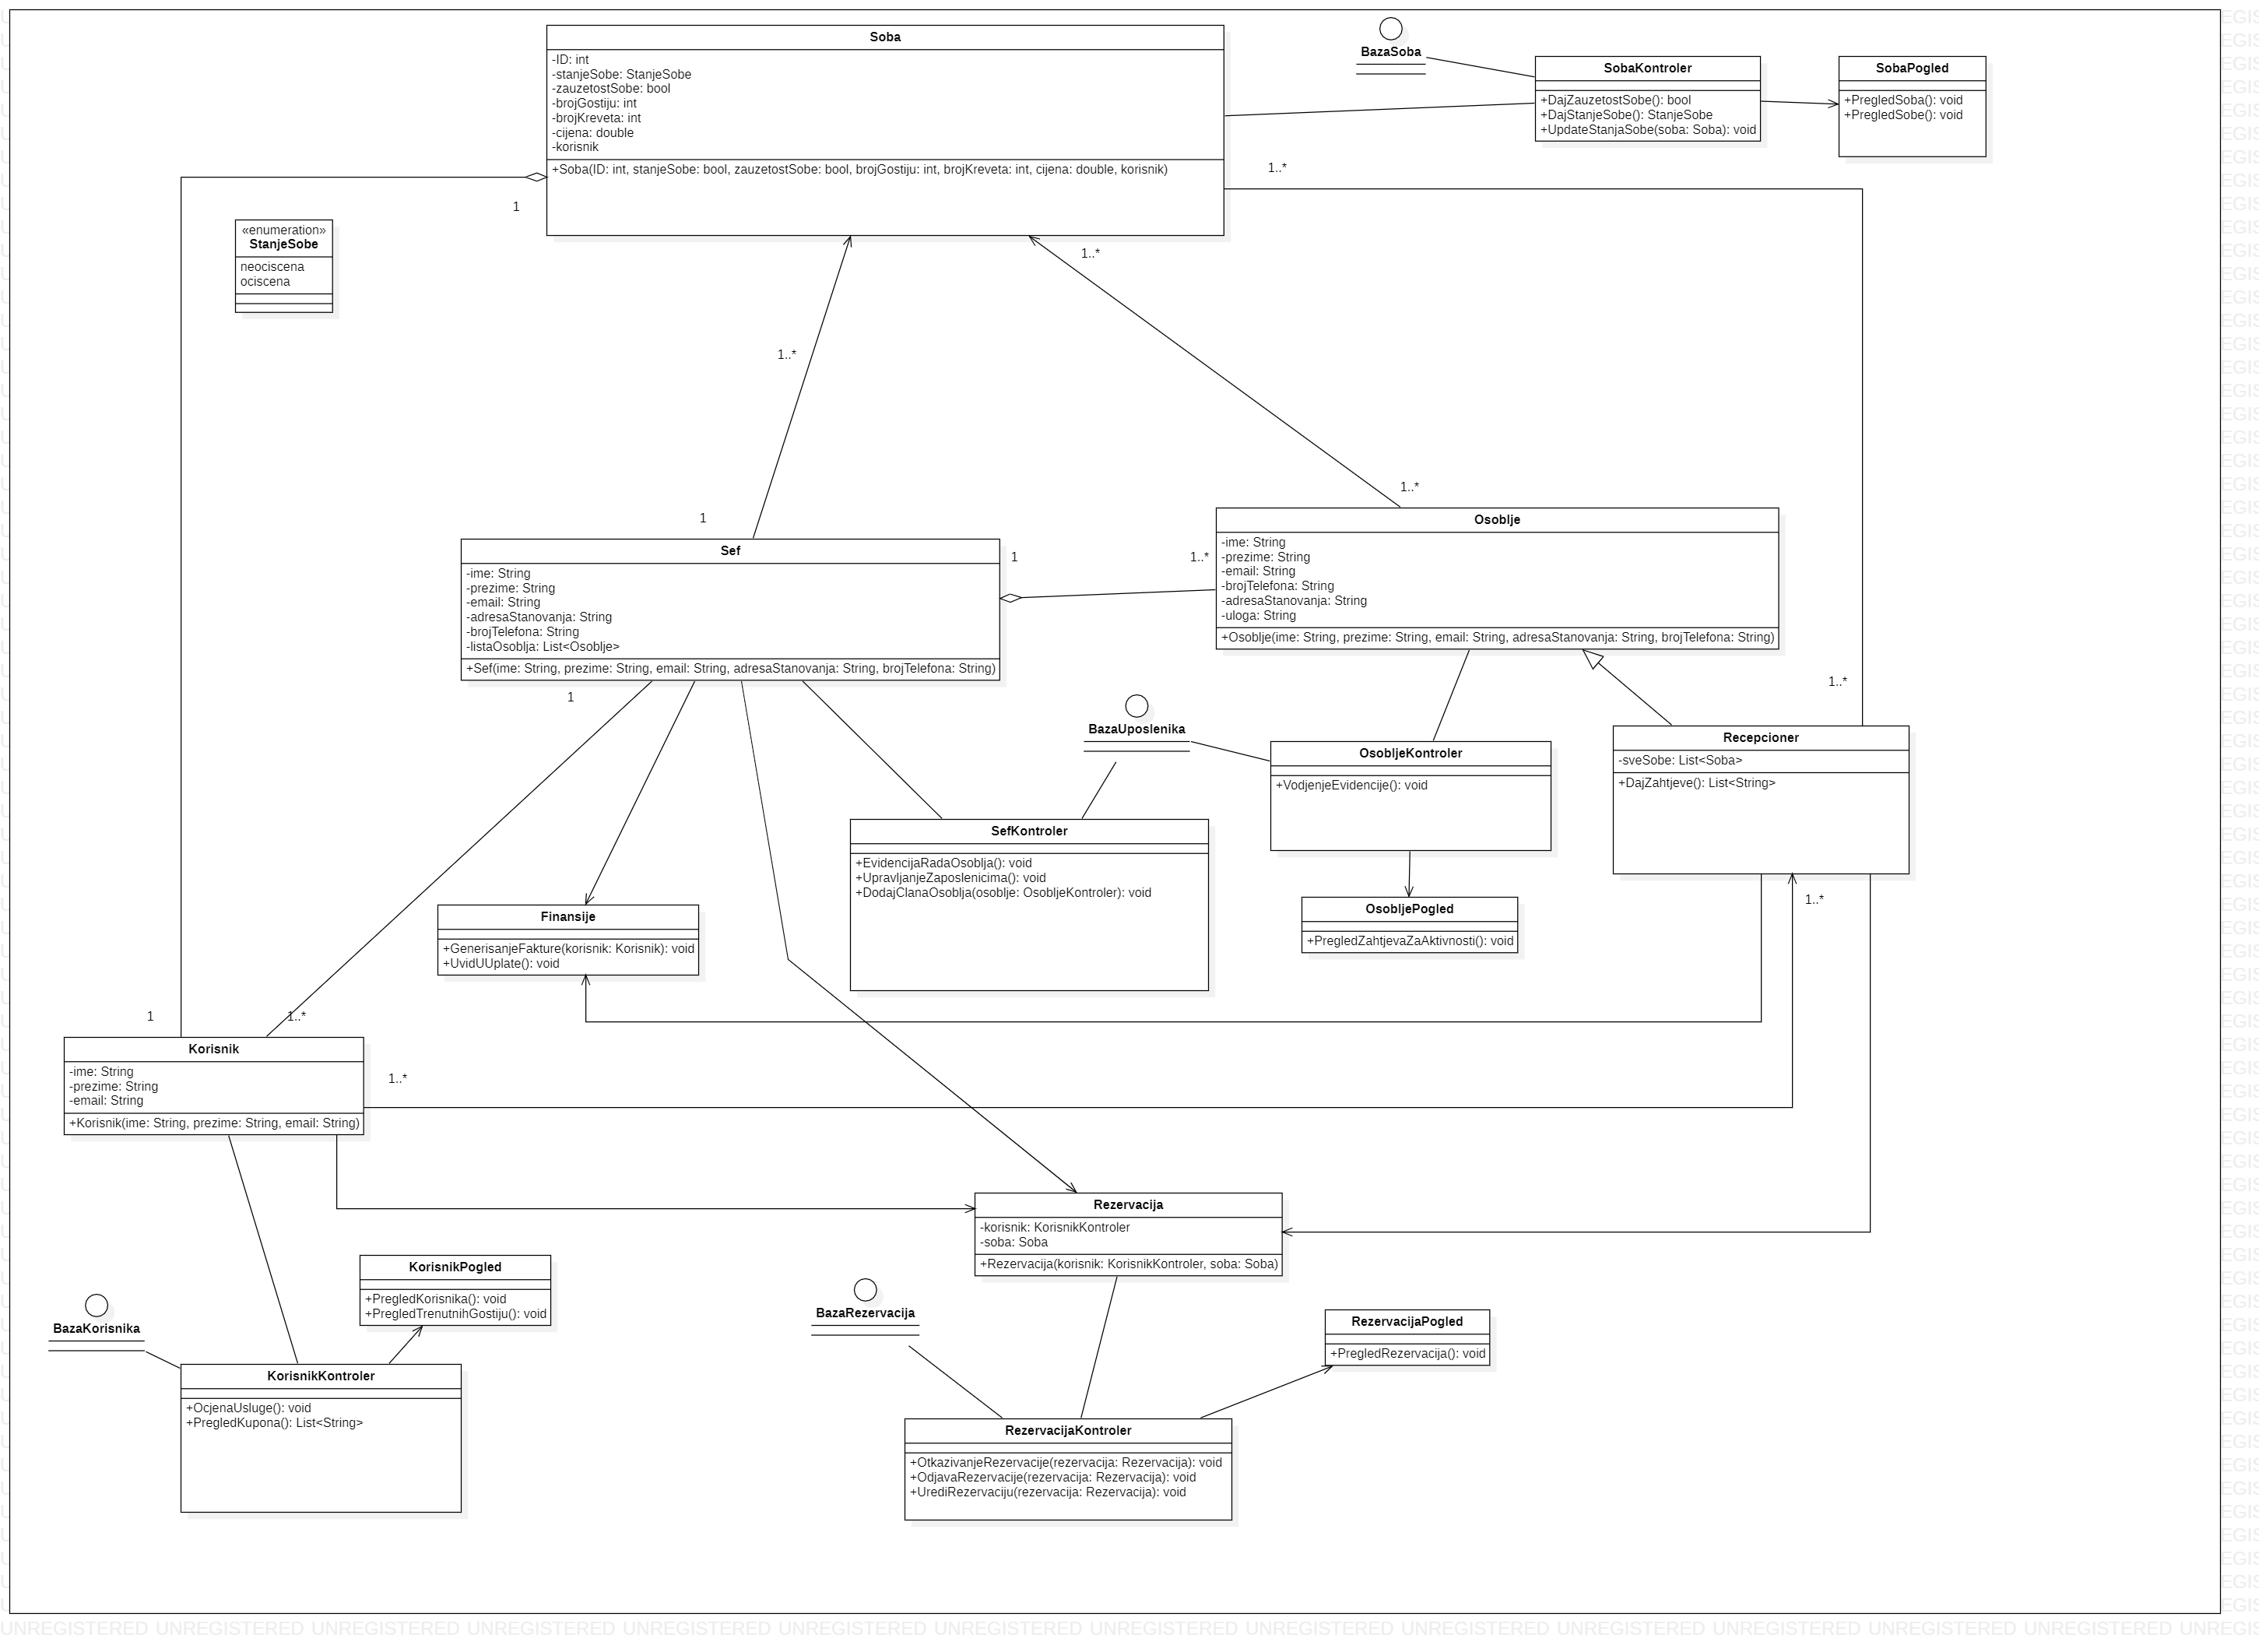 Soba
-ID: int
-stanjeSobe: StanjeSobe
-zauzetostSobe: bool
-brojGostiju: int
-brojKreveta: int
-cijena: double
-korisnik
+Soba(ID: int, stanjeSobe: bool, zauzetostSobe: bool, brojGostiju: int, brojKreveta: int, cijena: double, korisnik)
BazaSoba
SobaKontroler
+DajZauzetostSobe(): bool
+DajStanjeSobe(): StanjeSobe
+UpdateStanjaSobe(soba: Soba): void
SobaPogled
+PregledSoba(): void
+PregledSobe(): void
1..*
1
«enumeration»
StanjeSobe
neociscena
ociscena
1..*
1..*
1..*
1
Sef
-ime: String
-prezime: String
-email: String
-adresaStanovanja: String
-brojTelefona: String
-listaOsoblja: List<Osoblje>
+Sef(ime: String, prezime: String, email: String, adresaStanovanja: String, brojTelefona: String)
1
1..*
Osoblje
-ime: String
-prezime: String
-email: String
-brojTelefona: String
-adresaStanovanja: String
-uloga: String
+Osoblje(ime: String, prezime: String, email: String, adresaStanovanja: String, brojTelefona: String)
1
1..*
BazaUposlenika
OsobljeKontroler
+VodjenjeEvidencije(): void
Recepcioner
-sveSobe: List<Soba>
+DajZahtjeve(): List<String>
SefKontroler
+EvidencijaRadaOsoblja(): void
+UpravljanjeZaposlenicima(): void
+DodajClanaOsoblja(osoblje: OsobljeKontroler): void
1..*
OsobljePogled
+PregledZahtjevaZaAktivnosti(): void
Finansije
+GenerisanjeFakture(korisnik: Korisnik): void
+UvidUUplate(): void
1
1..*
Korisnik
-ime: String
-prezime: String
-email: String
+Korisnik(ime: String, prezime: String, email: String)
1..*
Rezervacija
-korisnik: KorisnikKontroler
-soba: Soba
+Rezervacija(korisnik: KorisnikKontroler, soba: Soba)
KorisnikPogled
+PregledKorisnika(): void
+PregledTrenutnihGostiju(): void
BazaKorisnika
KorisnikKontroler
+OcjenaUsluge(): void
+PregledKupona(): List<String>
BazaRezervacija
RezervacijaPogled
+PregledRezervacija(): void
RezervacijaKontroler
+OtkazivanjeRezervacije(rezervacija: Rezervacija): void
+OdjavaRezervacije(rezervacija: Rezervacija): void
+UrediRezervaciju(rezervacija: Rezervacija): void
UNREGISTERED UNREGISTERED UNREGISTERED UNREGISTERED UNREGISTERED UNREGISTERED UNREGISTERED UNREGISTERED UNREGISTERED UNREGISTERED UNREGISTERED UNREGISTERED UNREGISTERED UNREGISTERED